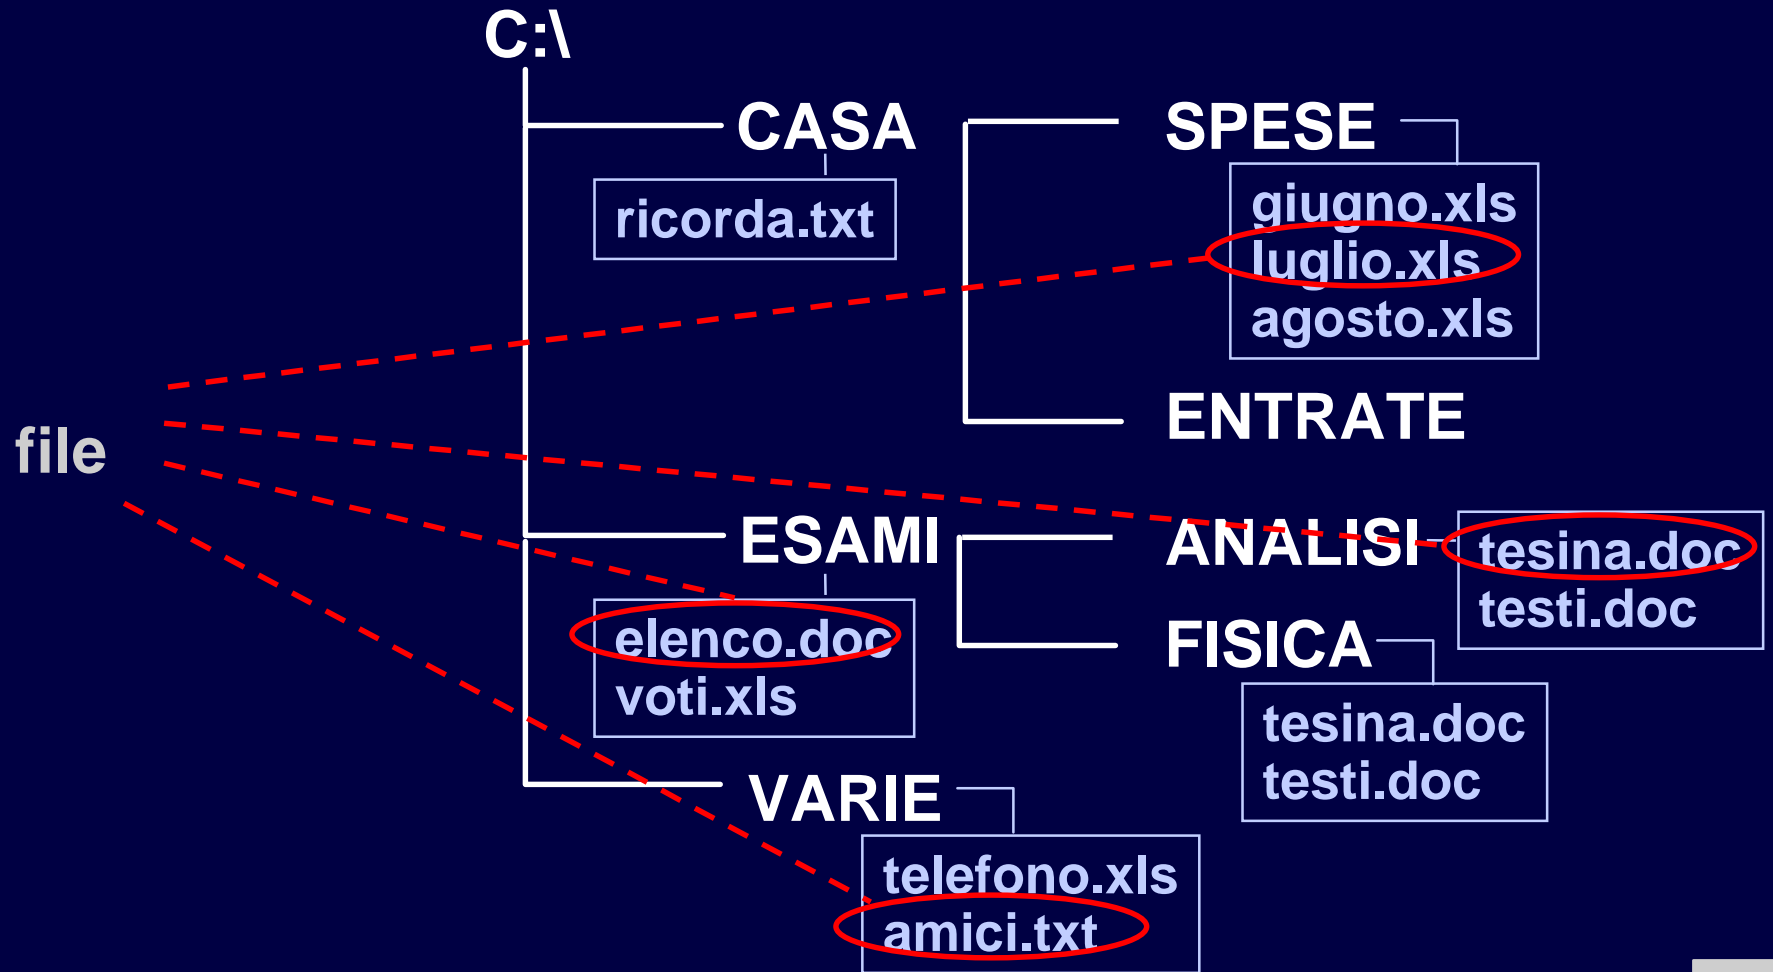 C:\
CASA
SPESE
ricorda.txt
giugno.xls
luglio.xls
agosto.xls
ENTRATE
file
ESAMI
ANALISI
tesina.doc
testi.doc
elenco.doc
voti.xls
FISICA
tesina.doc
testi.doc
VARIE
telefono.xls
amici.txt